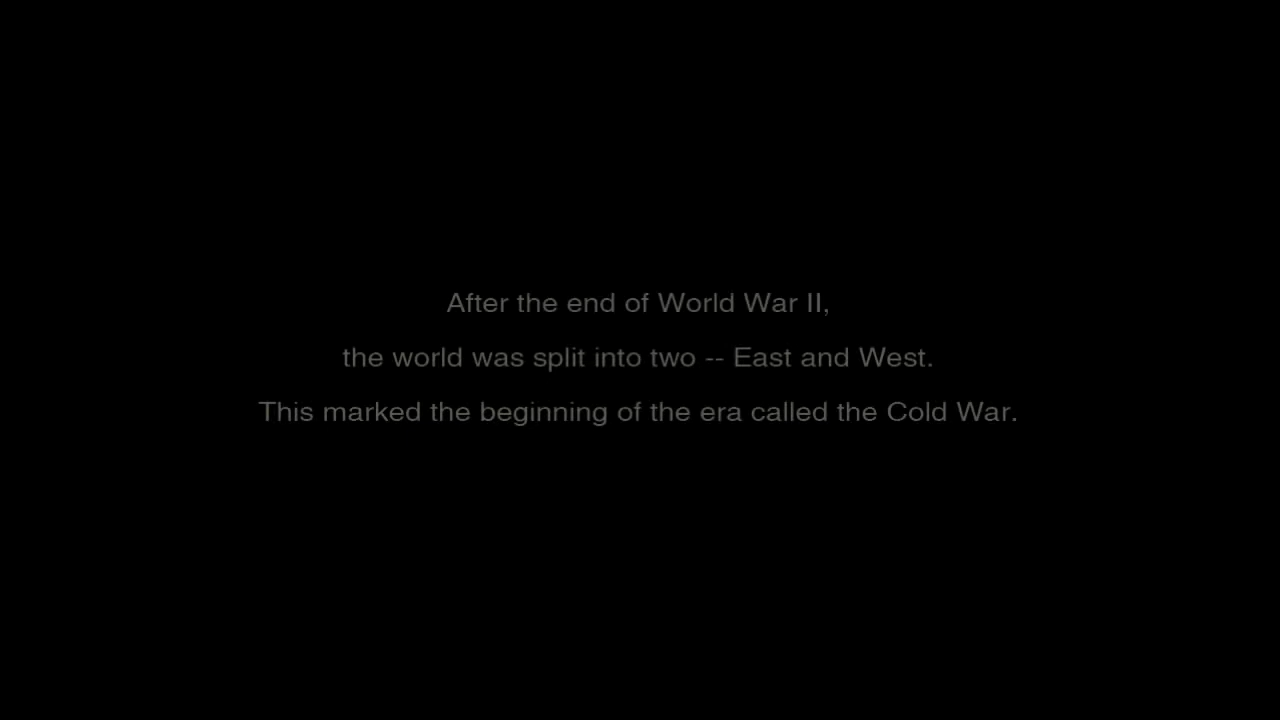 After the end of World War II,
the world was split into two -- East and West.
This marked the beginning of the era called the Cold War.